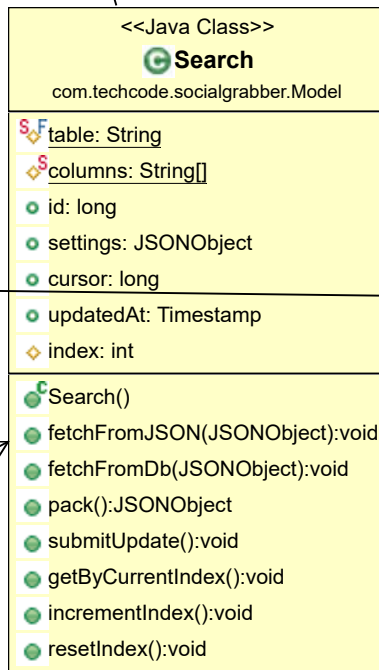 <<Java Class>>
C Search
com.techcode.socialgrabber.Model
S F table: String
S columns: String[]
id: long
settings: JSONObject
cursor: long
updatedAt: Timestamp
index: int
C Search()
fetchFromJSON(JSONObject):void
fetchFromDb(JSONObject):void
pack():JSONObject
submitUpdate():void
getByCurrentIndex():void
incrementIndex():void
resetIndex():void